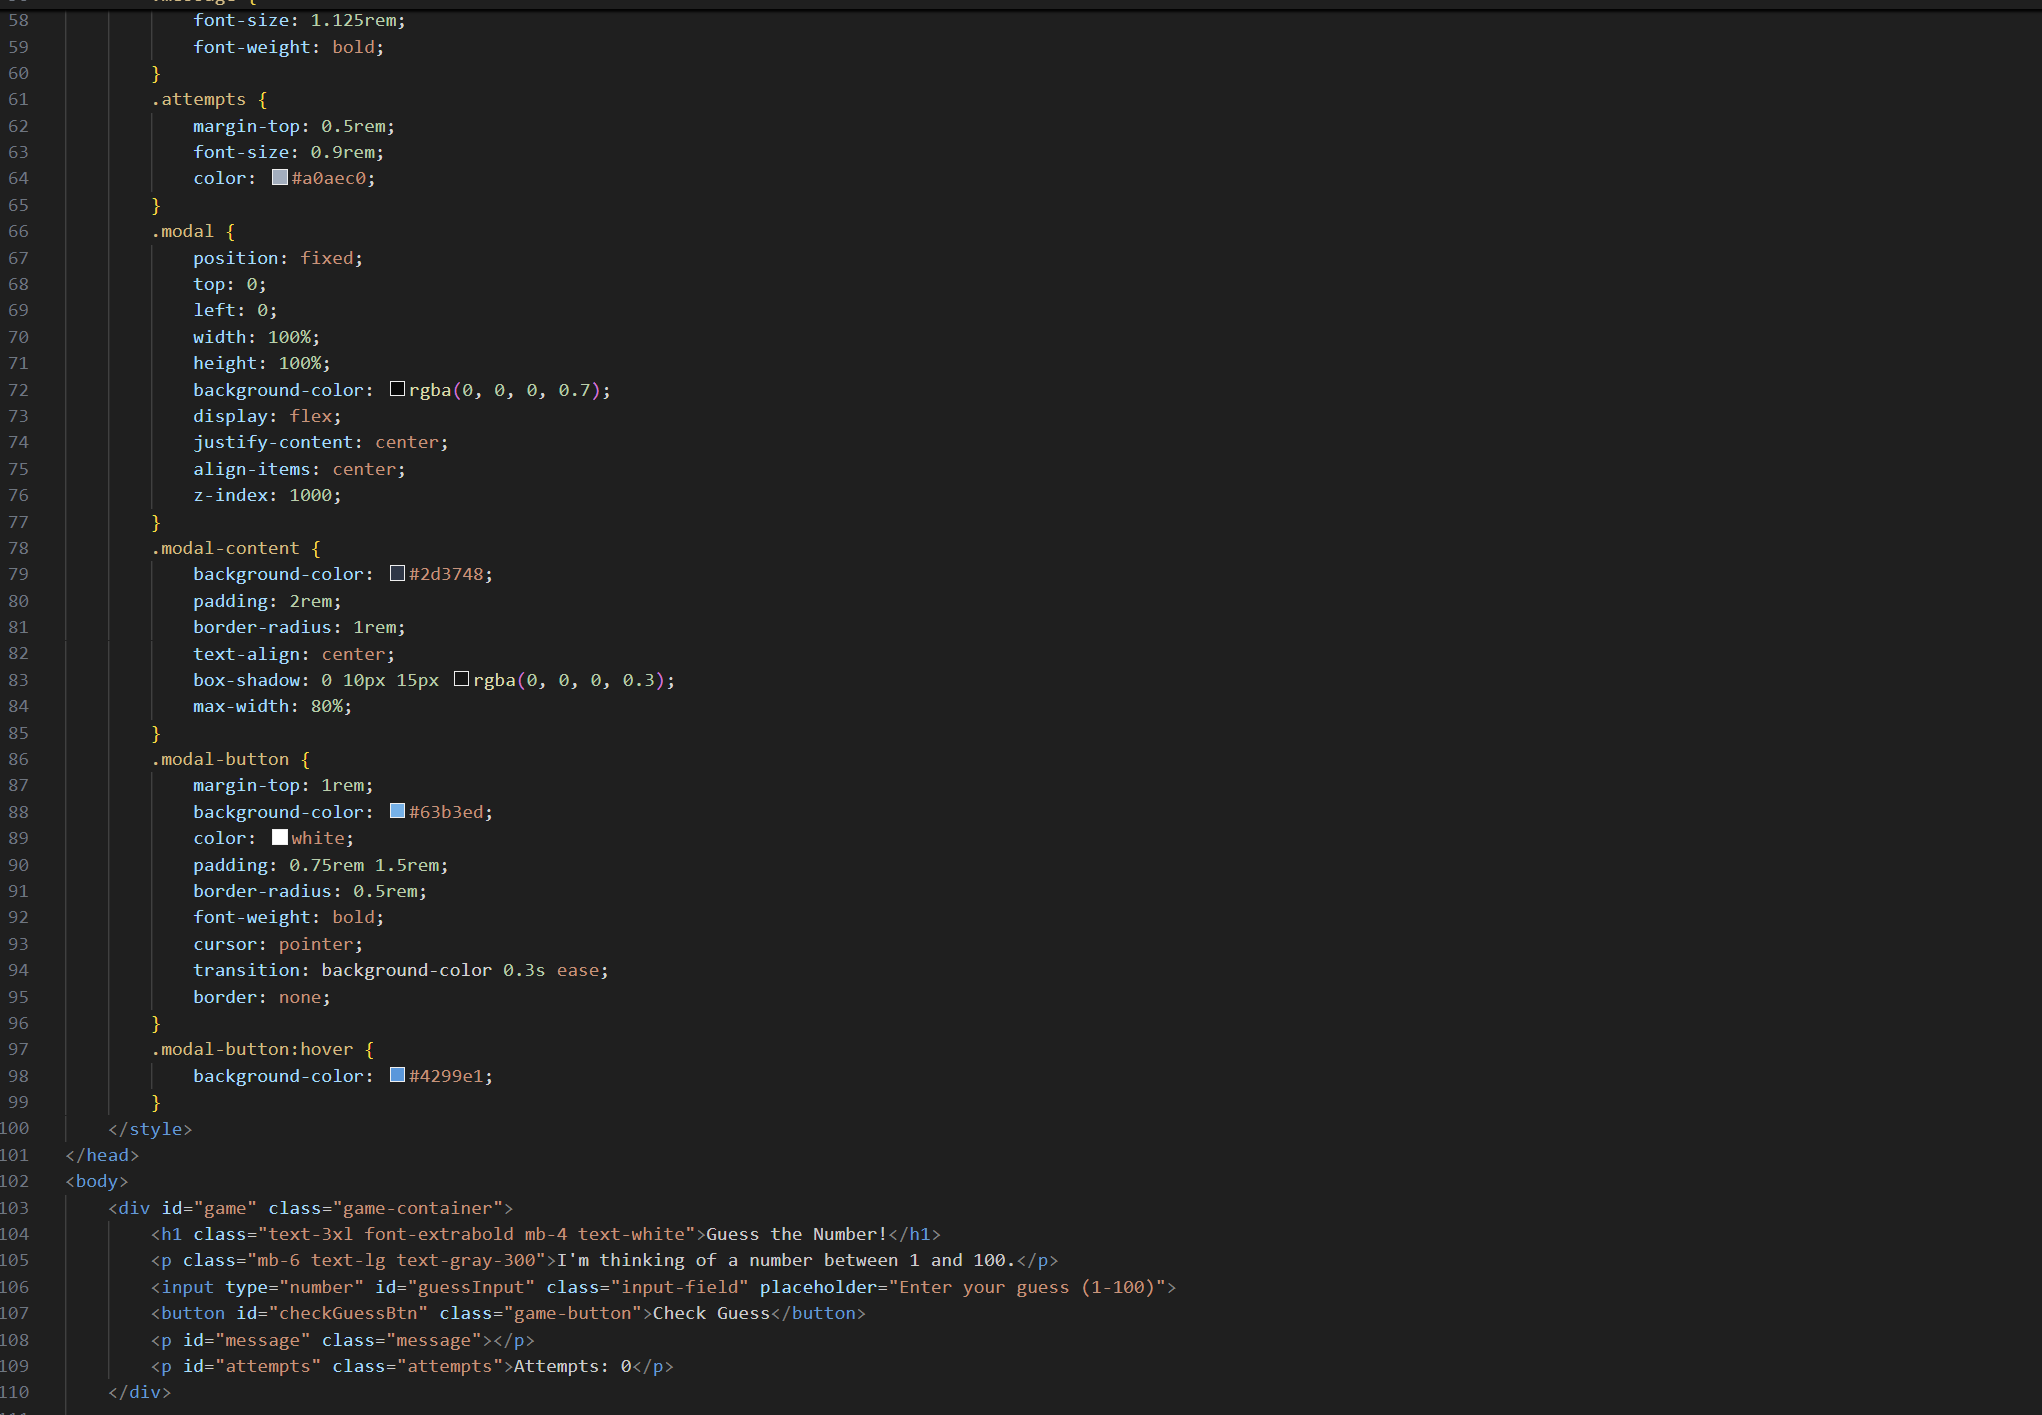 58 font-size: 1.125rem;
59 font-weight: bold;
60 }
61 .attempts {
62 margin-top: 0.5rem;
63 font-size: 0.9rem;
64 color: #a0aec0;
65 }
66 .modal {
67 position: fixed;
68 top: 0;
69 left: 0;
70 width: 100%;
71 height: 100%;
72 background-color: rgba(0, 0, 0, 0.7);
73 display: flex;
74 justify-content: center;
75 align-items: center;
76 z-index: 1000;
77 }
78 .modal-content {
79 background-color: #2d3748;
80 padding: 2rem;
81 border-radius: 1rem;
82 text-align: center;
83 box-shadow: 0 10px 15px rgba(0, 0, 0, 0.3);
84 max-width: 80%;
85 }
86 .modal-button {
87 margin-top: 1rem;
88 background-color: #63b3ed;
89 color: white;
90 padding: 0.75rem 1.5rem;
91 border-radius: 0.5rem;
92 font-weight: bold;
93 cursor: pointer;
94 transition: background-color 0.3s ease;
95 border: none;
96 }
97 .modal-button:hover {
98 background-color: #4299e1;
99 }
100 </style>
101 </head>
102 <body>
103 <div id="game" class="game-container">
104 <h1 class="text-3xl font-extrabold mb-4 text-white">Guess the Number!</h1>
105 <p class="mb-6 text-lg text-gray-300">I'm thinking of a number between 1 and 100.</p>
106 <input type="number" id="guessInput" class="input-field" placeholder="Enter your guess (1-100)">
107 <button id="checkGuessBtn" class="game-button">Check Guess</button>
108 <p id="message" class="message"></p>
109 <p id="attempts" class="attempts">Attempts: 0</p>
110 </div>